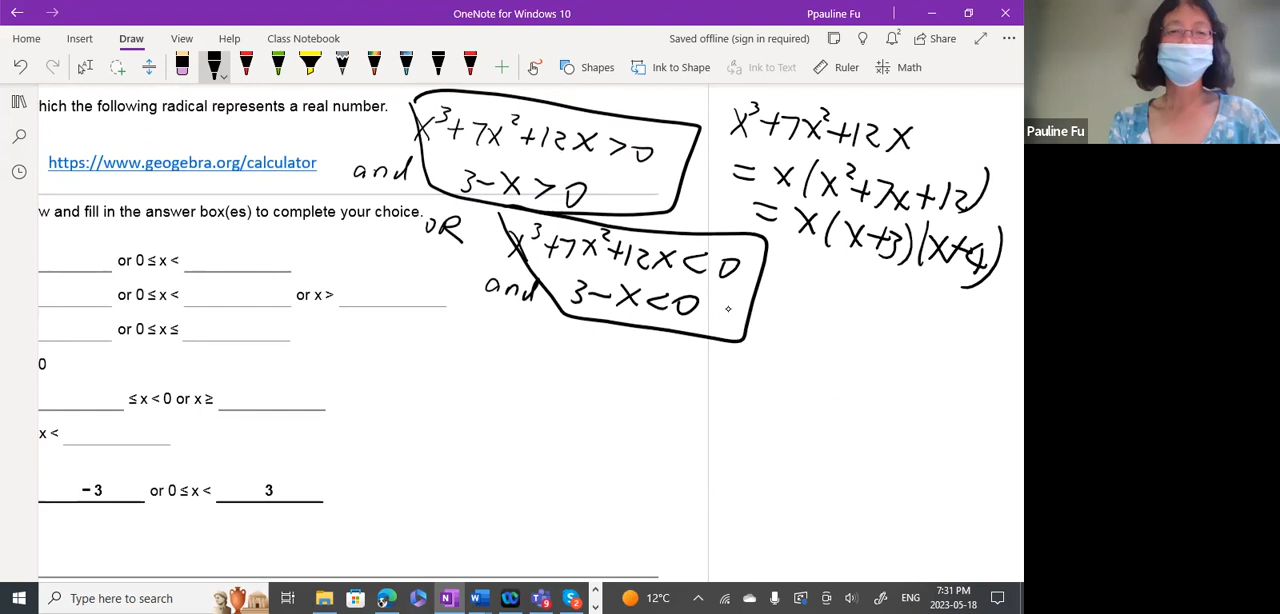 OneNote for Windows 10
Ppauline Fu
Home Insert Draw View Help Class Notebook
Saved offline (sign in required)
Share
Shapes
Ink to Shape
Ink to Text
Ruler
Math
hich the following radical represents a real number.
https://www.geogebra.org/calculator
w and fill in the answer box(es) to complete your choice.
or 0 ≤ x <
or 0 ≤ x < or x >
or 0 ≤ x ≤
0
≤ x < 0 or x ≥
x <
− 3 or 0 ≤ x < 3
x³+7x²+12x>0
and 3-x>0
OR
x³+7x²+12x<0
and 3-x<0
x³+7x²+12x
= x(x²+7x+12)
= x(x+3)(x+4)
Pauline Fu
Type here to search
12°C
ENG
7:31 PM
2023-05-18